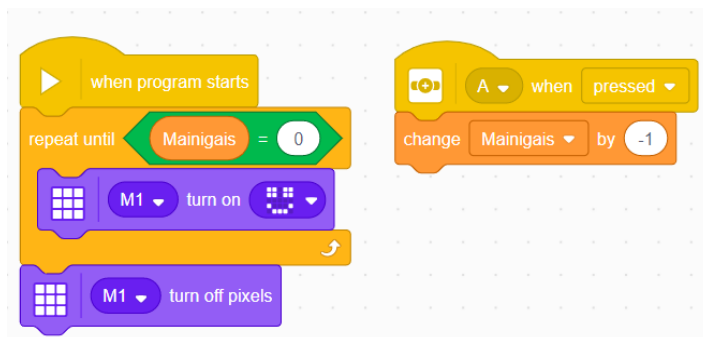 when program starts
repeat until Mainigais = 0
M1 turn on
M1 turn off pixels
A when pressed
change Mainigais by -1